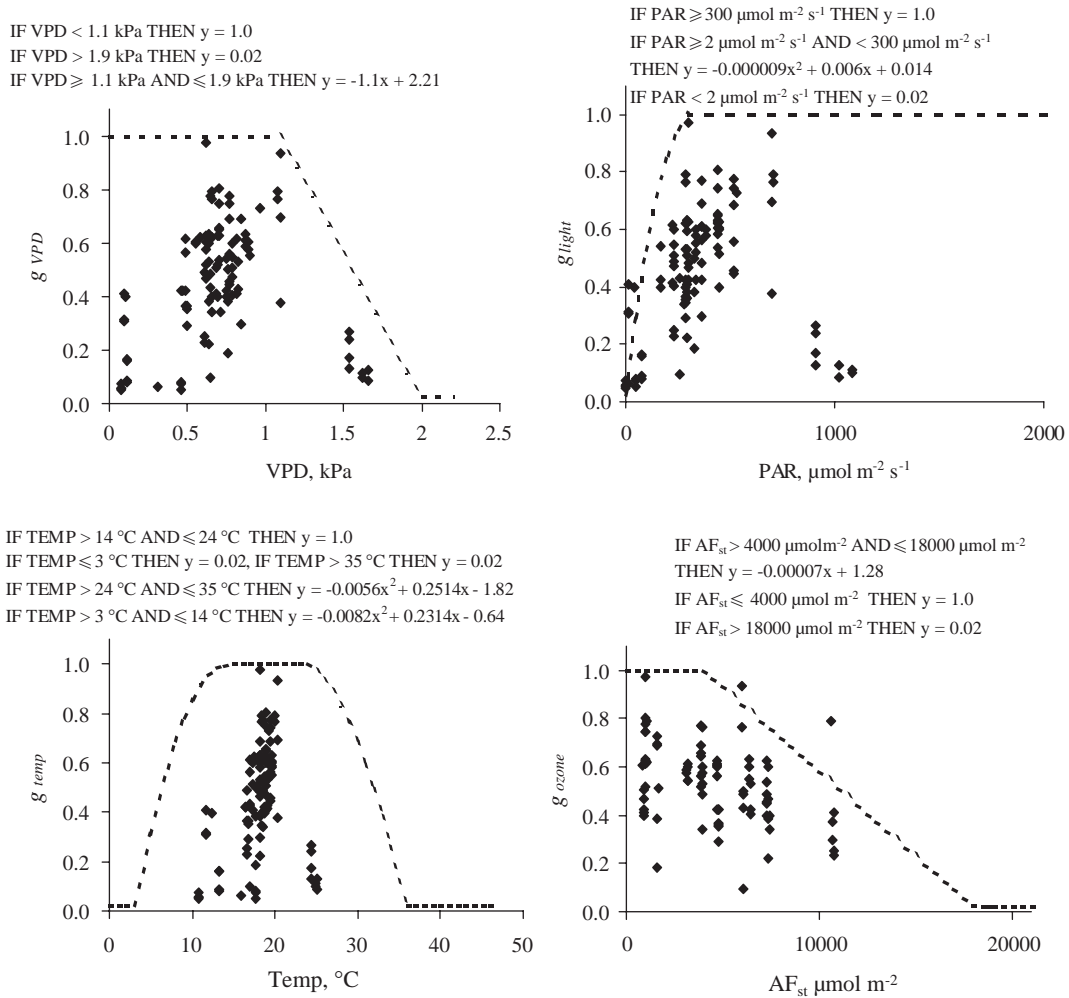 IF VPD < 1.1 kPa THEN y = 1.0
IF VPD > 1.9 kPa THEN y = 0.02
IF VPD ⩾ 1.1 kPa AND ⩽ 1.9 kPa THEN y = -1.1x + 2.21
1.0
0.8
0.6
0.4
0.2
0.0
g VPD
0
0.5
1
1.5
2
2.5
VPD, kPa
IF PAR ⩾ 300 µmol m-2 s-1 THEN y = 1.0
IF PAR ⩾ 2 µmol m-2 s-1 AND < 300 µmol m-2 s-1
THEN y = -0.000009x2 + 0.006x + 0.014
IF PAR < 2 µmol m-2 s-1 THEN y = 0.02
1.0
0.8
0.6
0.4
0.2
0.0
glight
0
1000
2000
PAR, µmol m-2 s-1
IF TEMP > 14 °C AND ⩽ 24 °C THEN y = 1.0
IF TEMP ⩽ 3 °C THEN y = 0.02, IF TEMP > 35 °C THEN y = 0.02
IF TEMP > 24 °C AND ⩽ 35 °C THEN y = -0.0056x2 + 0.2514x - 1.82
IF TEMP > 3 °C AND ⩽ 14 °C THEN y = -0.0082x2 + 0.2314x - 0.64
1.0
0.8
0.6
0.4
0.2
0.0
g temp
0
10
20
30
40
50
Temp, °C
IF AFst > 4000 µmolm-2 AND ⩽ 18000 µmol m-2
THEN y = -0.00007x + 1.28
IF AFst ⩽ 4000 µmol m-2 THEN y = 1.0
IF AFst > 18000 µmol m-2 THEN y = 0.02
1.0
0.8
0.6
0.4
0.2
0.0
g ozone
0
10000
20000
AFst µmol m-2